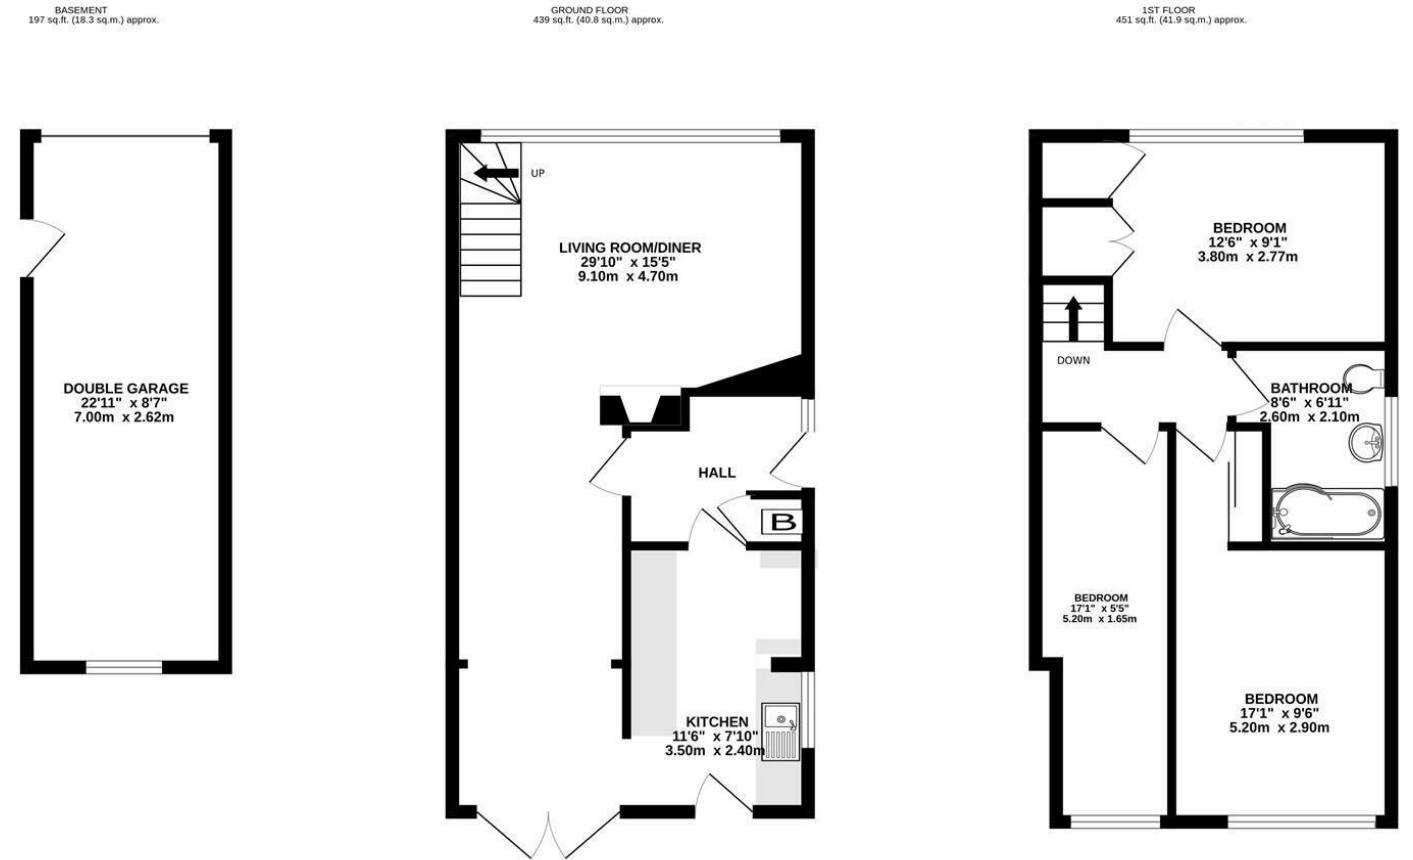 BASEMENT
197 sq.ft. (18.3 sq.m.) approx.
GROUND FLOOR
439 sq.ft. (40.8 sq.m.) approx.
1ST FLOOR
451 sq.ft. (41.9 sq.m.) approx.
DOUBLE GARAGE
22'11" x 8'7"
7.00m x 2.62m
UP
LIVING ROOM/DINER
29'10" x 15'5"
9.10m x 4.70m
HALL
B
KITCHEN
11'6" x 7'10"
3.50m x 2.40m
BEDROOM
12'6" x 9'1"
3.80m x 2.77m
DOWN
BATHROOM
8'6" x 6'11"
2.60m x 2.10m
BEDROOM
17'1" x 5'5"
5.20m x 1.65m
BEDROOM
17'1" x 9'6"
5.20m x 2.90m